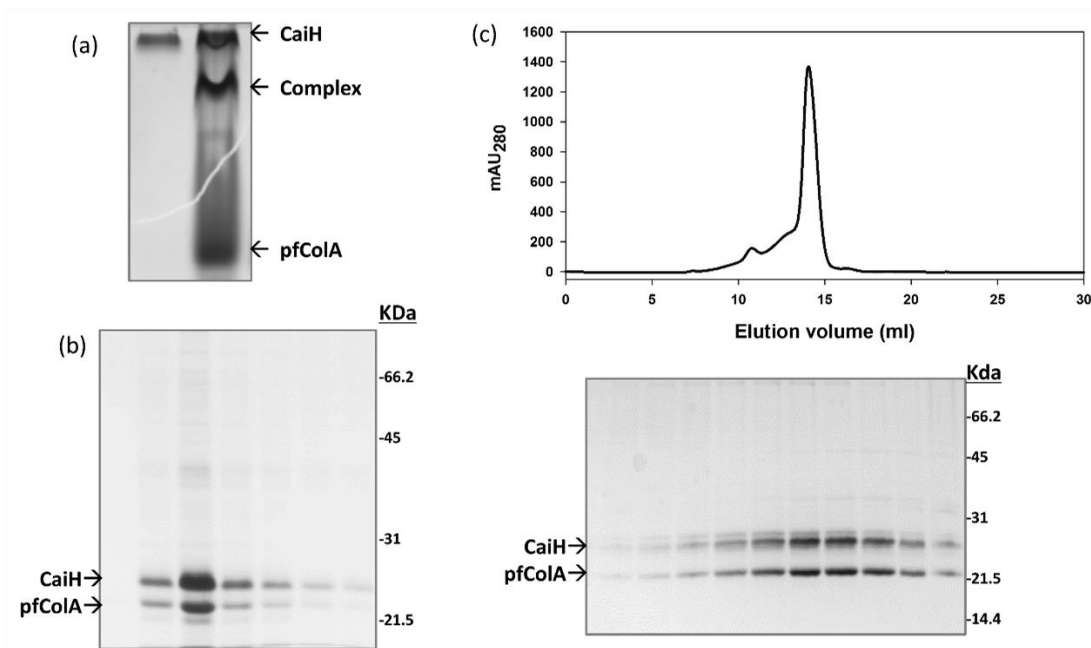 (a)
CaiH
Complex
pfColA
(b)
KDa
-66.2
-45
-31
-21.5
CaiH
pfColA
(c)
1600
1400
1200
1000
800
600
400
200
0
mAU280
0 5 10 15 20 25 30
Elution volume (ml)
Kda
-66.2
-45
-31
-21.5
-14.4
CaiH
pfColA